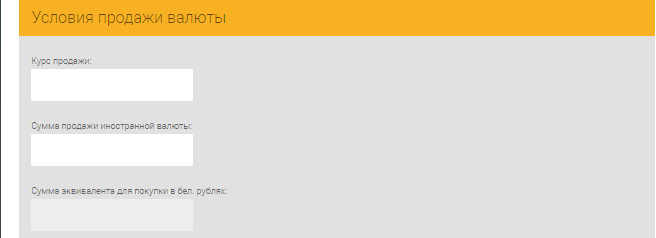 Условия продажи валюты
Курс продажи:
Сумма продажи иностранной валюты:
Сумма эквивалента для покупки в бел. рублях: